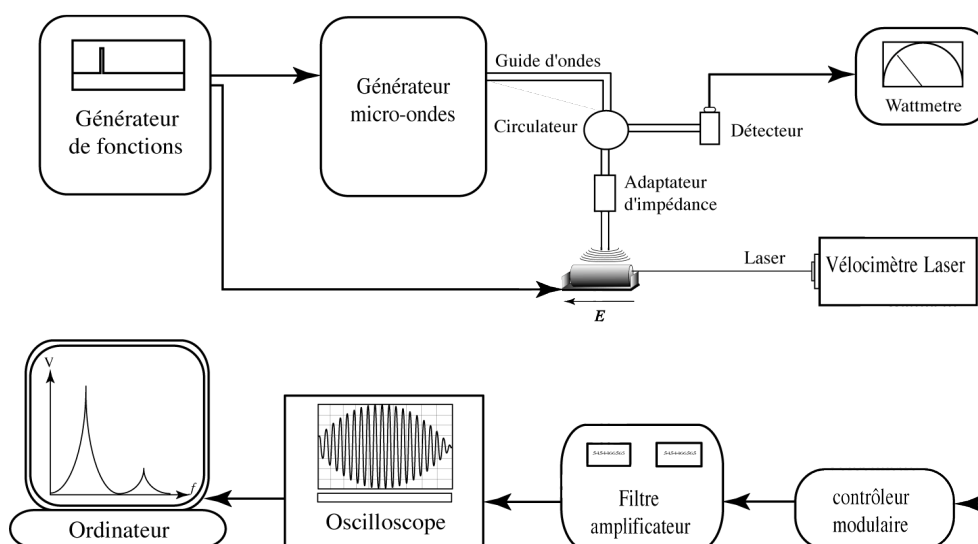 Générateur
de fonctions
Générateur
micro-ondes
Guide d'ondes
Circulateur
Détecteur
Wattmetre
Adaptateur
d'impédance
Laser
Vélocimètre Laser
E
V
f
Ordinateur
Oscilloscope
Filtre
amplificateur
contrôleur
modulaire